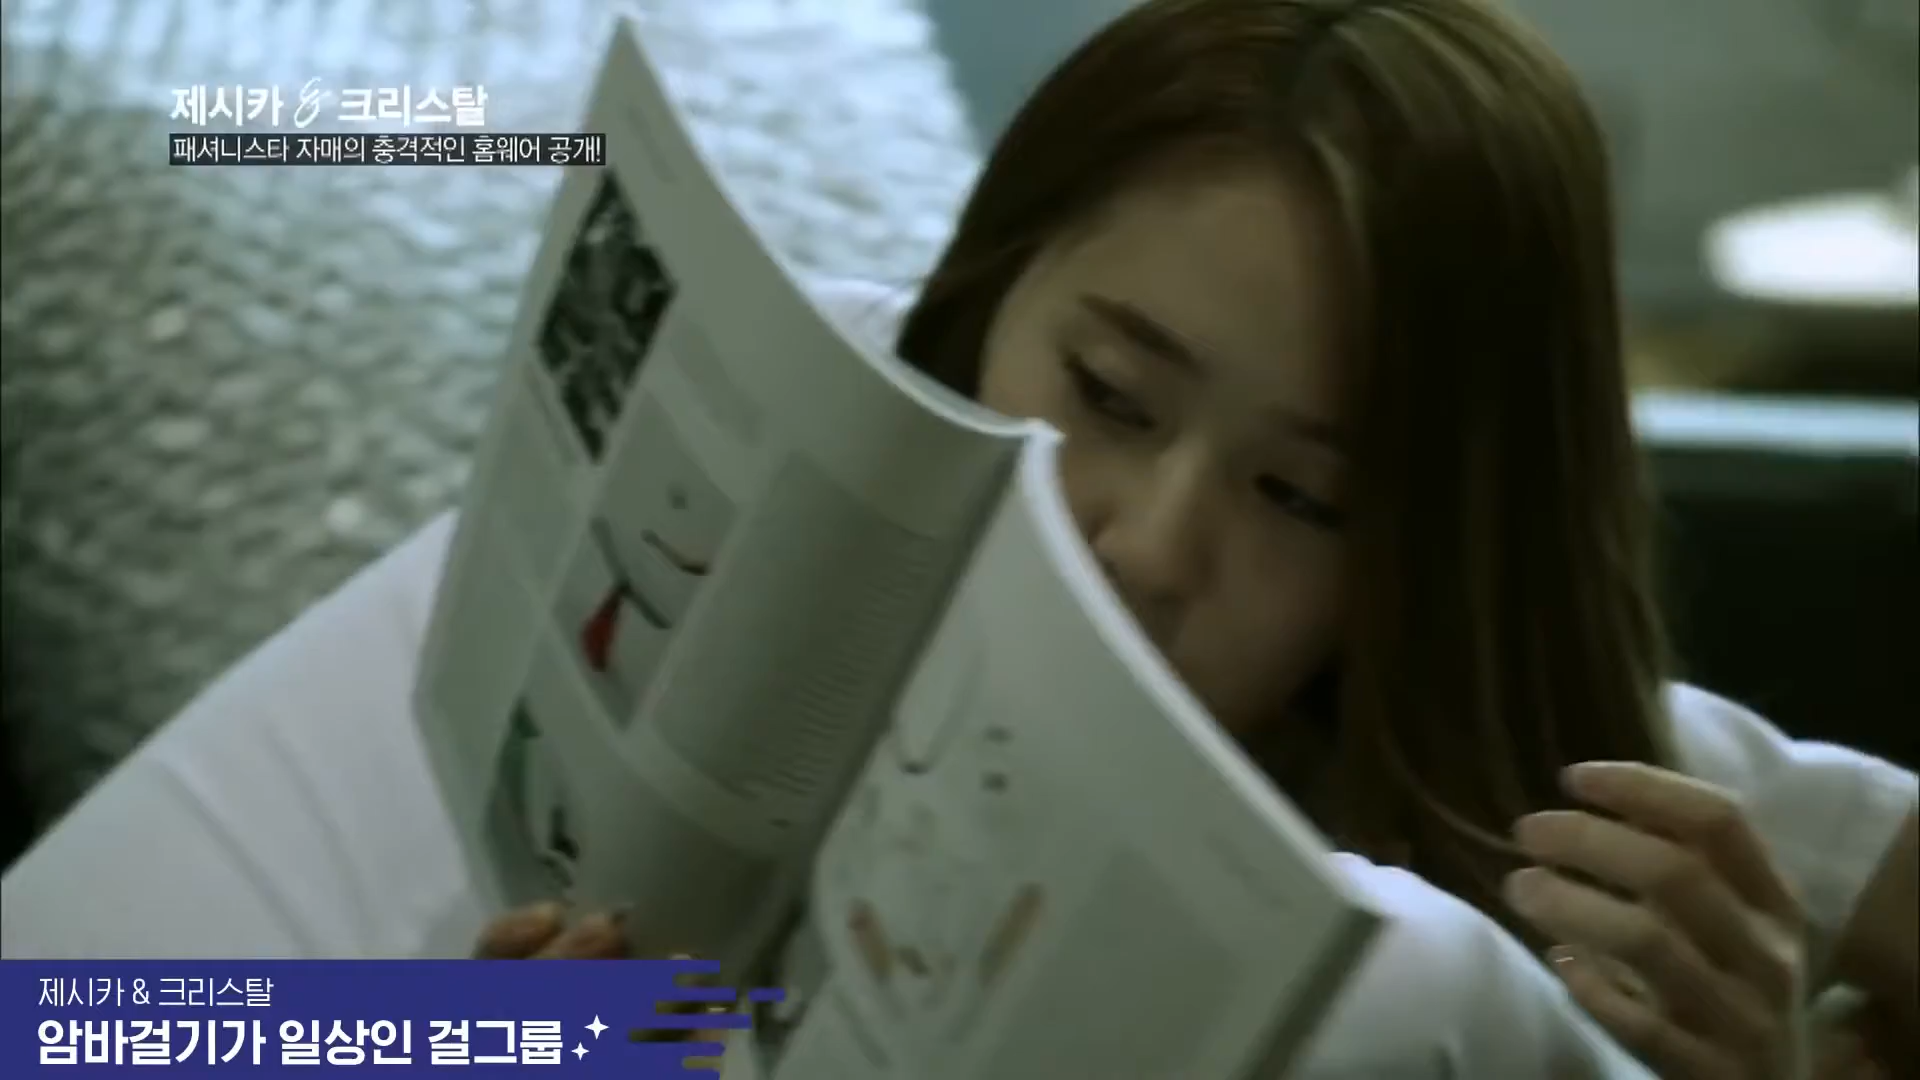 제시카 & 크리스탈
패셔니스타 자매의 충격적인 홈웨어 공개!
제시카 & 크리스탈
암바걸기가 일상인 걸그룹